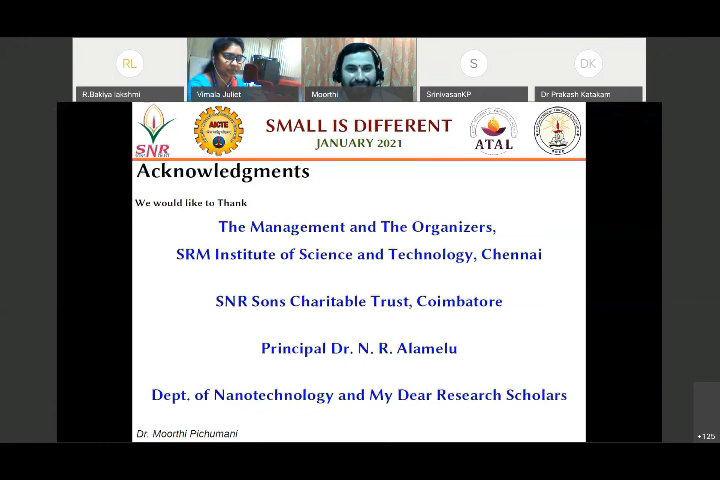 RL
S
DK
R.Bakiya lakshmi
Vimala Juliet
Moorthi
SrinivasanKP
Dr Prakash Katakam
SNR
AICTE
SMALL IS DIFFERENT
JANUARY 2021
ATAL
Acknowledgments
We would like to Thank
The Management and The Organizers,
SRM Institute of Science and Technology, Chennai
SNR Sons Charitable Trust, Coimbatore
Principal Dr. N. R. Alamelu
Dept. of Nanotechnology and My Dear Research Scholars
Dr. Moorthi Pichumani
+125